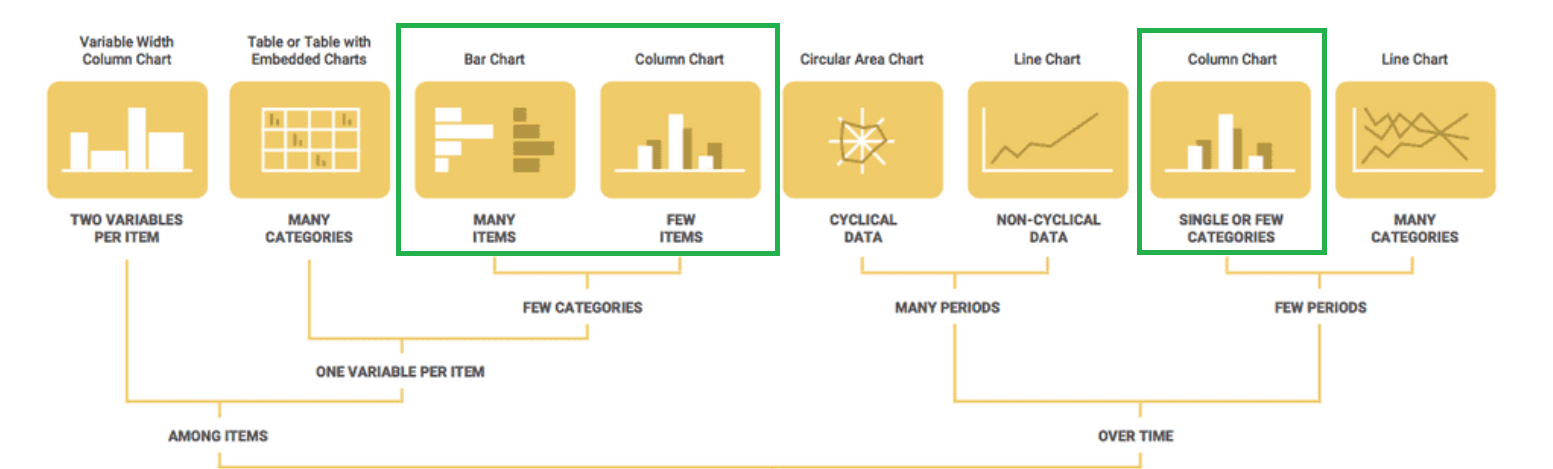 Variable Width
Column Chart
Table or Table with
Embedded Charts
Bar Chart
Column Chart
Circular Area Chart
Line Chart
Column Chart
Line Chart
TWO VARIABLES
PER ITEM
MANY
CATEGORIES
MANY
ITEMS
FEW
ITEMS
CYCLICAL
DATA
NON-CYCLICAL
DATA
SINGLE OR FEW
CATEGORIES
MANY
CATEGORIES
FEW CATEGORIES
MANY PERIODS
FEW PERIODS
ONE VARIABLE PER ITEM
AMONG ITEMS
OVER TIME